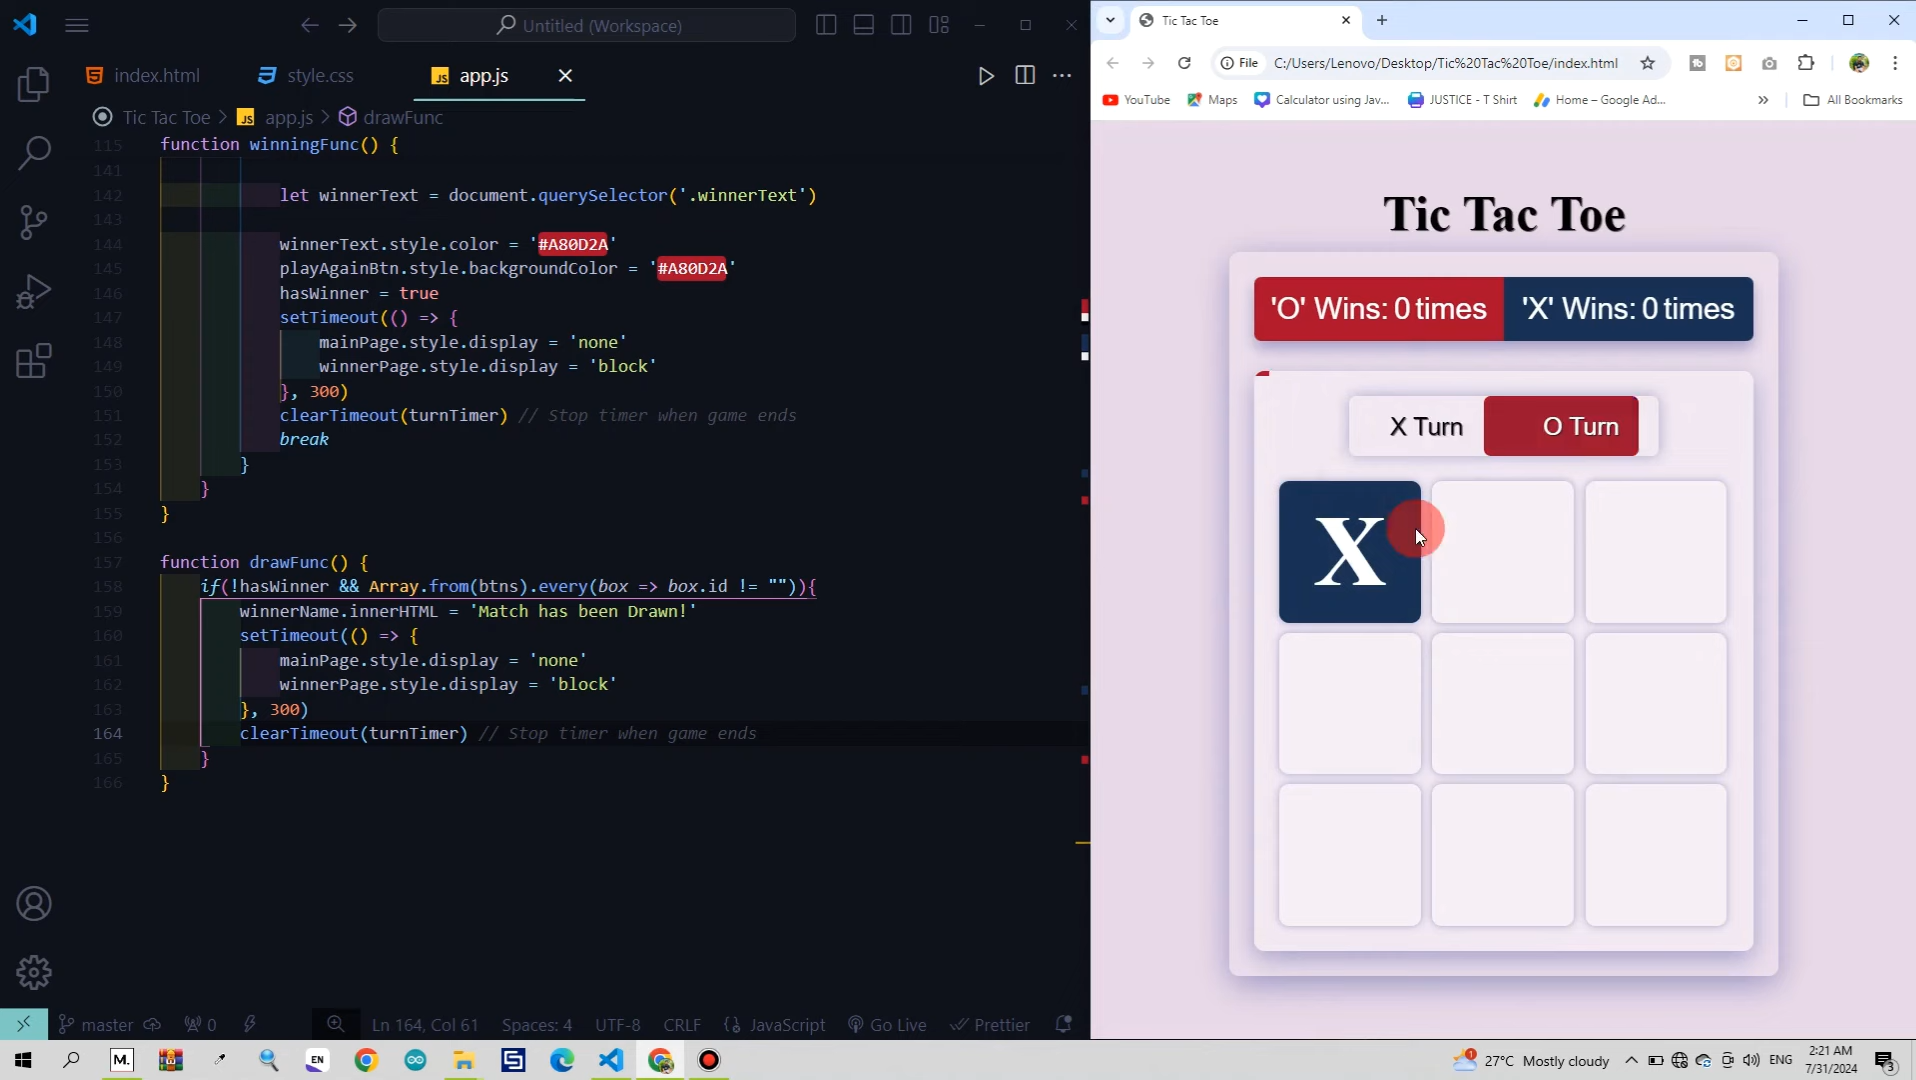 Untitled (Workspace)
index.html
style.css
JS app.js
Tic Tac Toe > JS app.js > drawFunc
115 function winningFunc() {
141
142 let winnerText = document.querySelector('.winnerText')
143
144 winnerText.style.color = '#A80D2A'
145 playAgainBtn.style.backgroundColor = '#A80D2A'
146 hasWinner = true
147 setTimeout(() => {
148 mainPage.style.display = 'none'
149 winnerPage.style.display = 'block'
150 }, 300)
151 clearTimeout(turnTimer) // Stop timer when game ends
152 break
153 }
154 }
155 }
156
157 function drawFunc() {
158 if(!hasWinner && Array.from(btns).every(box => box.id != "")){
159 winnerName.innerHTML = 'Match has been Drawn!'
160 setTimeout(() => {
161 mainPage.style.display = 'none'
162 winnerPage.style.display = 'block'
163 }, 300)
164 clearTimeout(turnTimer) // Stop timer when game ends
165 }
166 }
master
0
Ln 164, Col 61
Spaces: 4
UTF-8
CRLF
JavaScript
Go Live
Prettier
Tic Tac Toe
File
C:/Users/Lenovo/Desktop/Tic%20Tac%20Toe/index.html
YouTube
Maps
Calculator using Jav...
JUSTICE - T Shirt
Home – Google Ad...
»
All Bookmarks
Tic Tac Toe
'O' Wins: 0 times
'X' Wins: 0 times
X Turn
O Turn
X
M.
EN
1
27°C Mostly cloudy
ENG
2:21 AM
7/31/2024
3